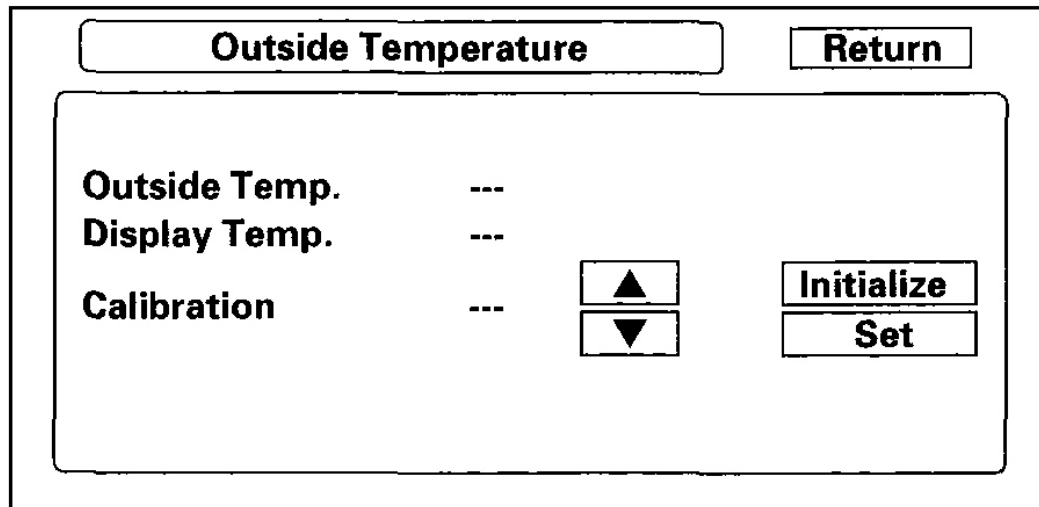 Outside Temperature Return
Outside Temp. ---
Display Temp. ---
Calibration --- ▲ Initialize
▼ Set